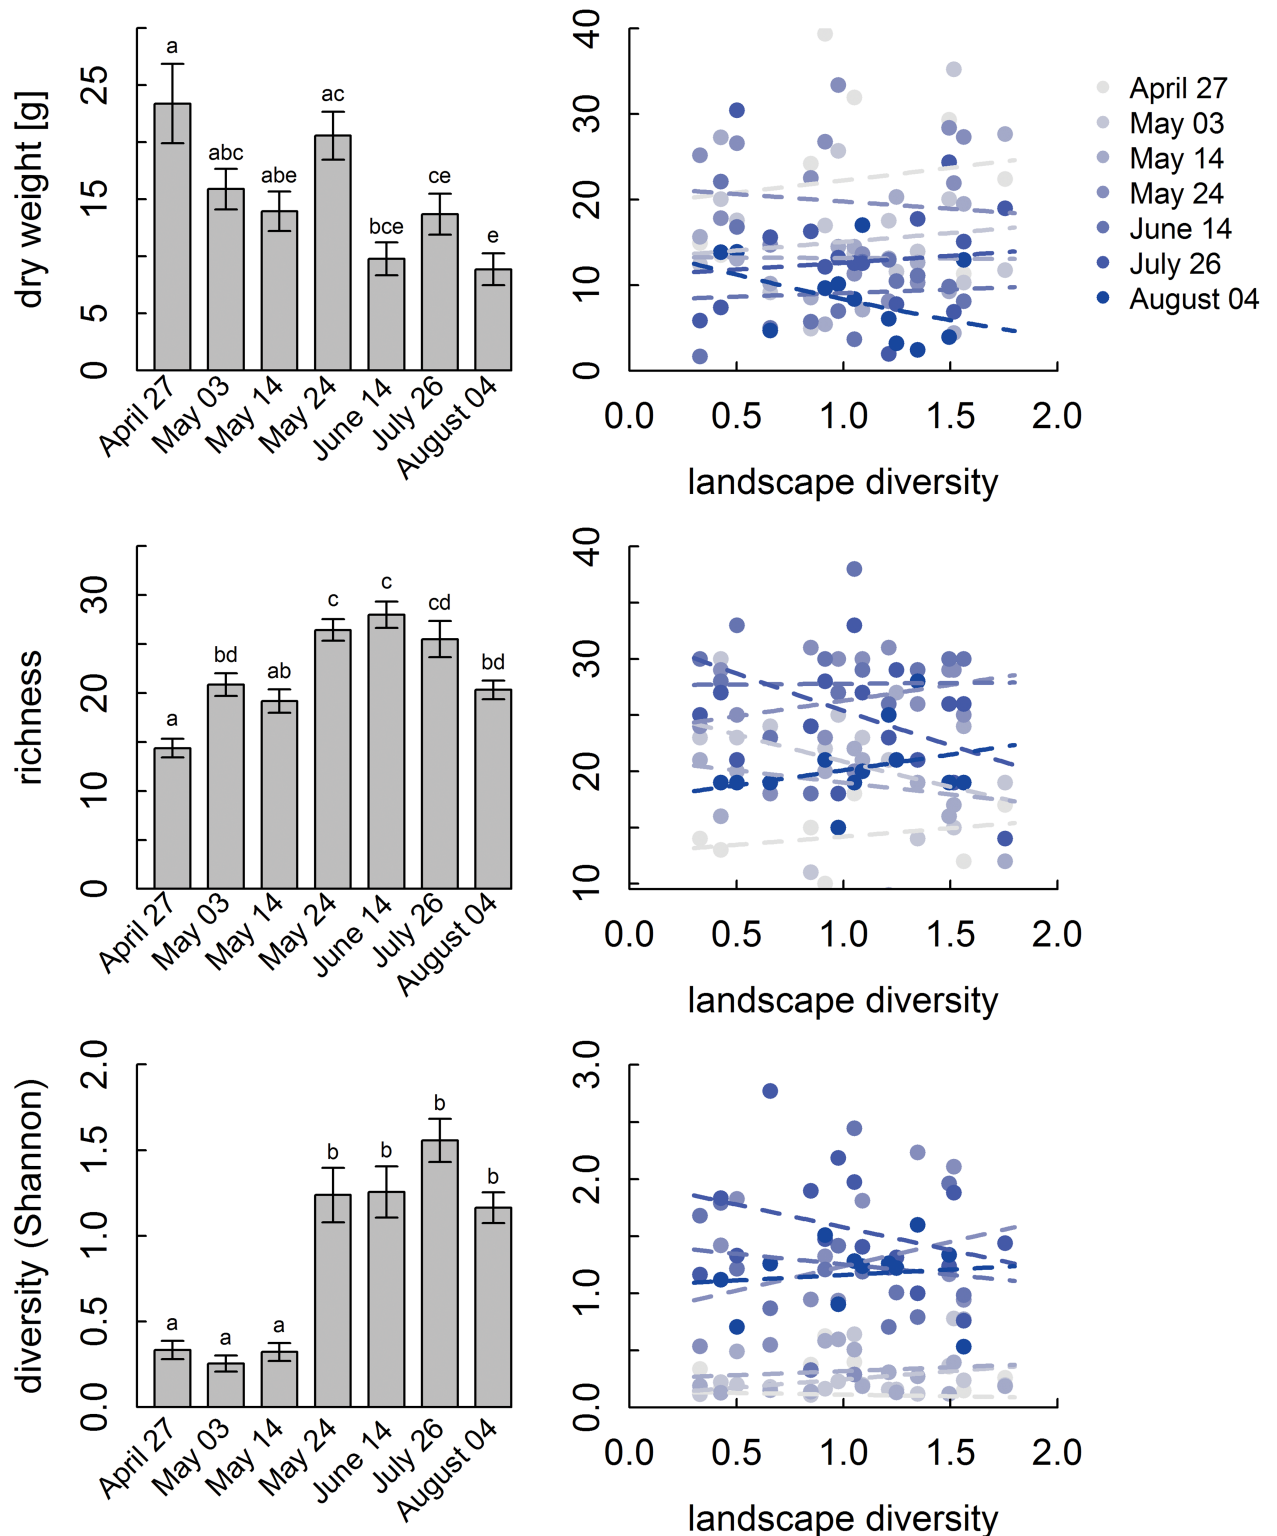 dry weight [g]
25
15
5
0
a
abc
abe
ac
bce
ce
e
April 27
May 03
May 14
May 24
June 14
July 26
August 04
40
30
20
10
0
0.0 0.5 1.0 1.5 2.0
landscape diversity
April 27
May 03
May 14
May 24
June 14
July 26
August 04
richness
30
20
10
0
a
bd
ab
c
c
cd
bd
April 27
May 03
May 14
May 24
June 14
July 26
August 04
40
30
20
10
0.0 0.5 1.0 1.5 2.0
landscape diversity
diversity (Shannon)
2.0
1.5
1.0
0.5
0.0
a
a
a
b
b
b
b
April 27
May 03
May 14
May 24
June 14
July 26
August 04
3.0
2.0
1.0
0.0
0.0 0.5 1.0 1.5 2.0
landscape diversity